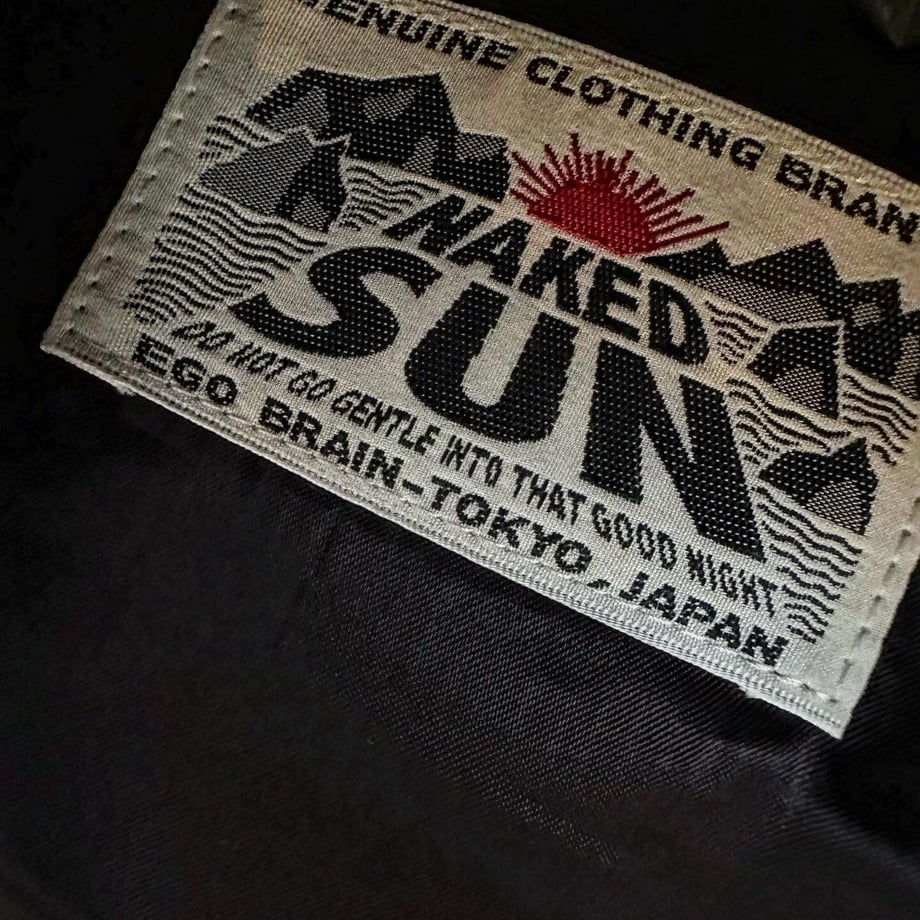 GENUINE CLOTHING BRAN
NAKED
SUN
DO NOT GO GENTLE INTO THAT GOOD NIGHT
EGO BRAIN-TOKYO, JAPAN